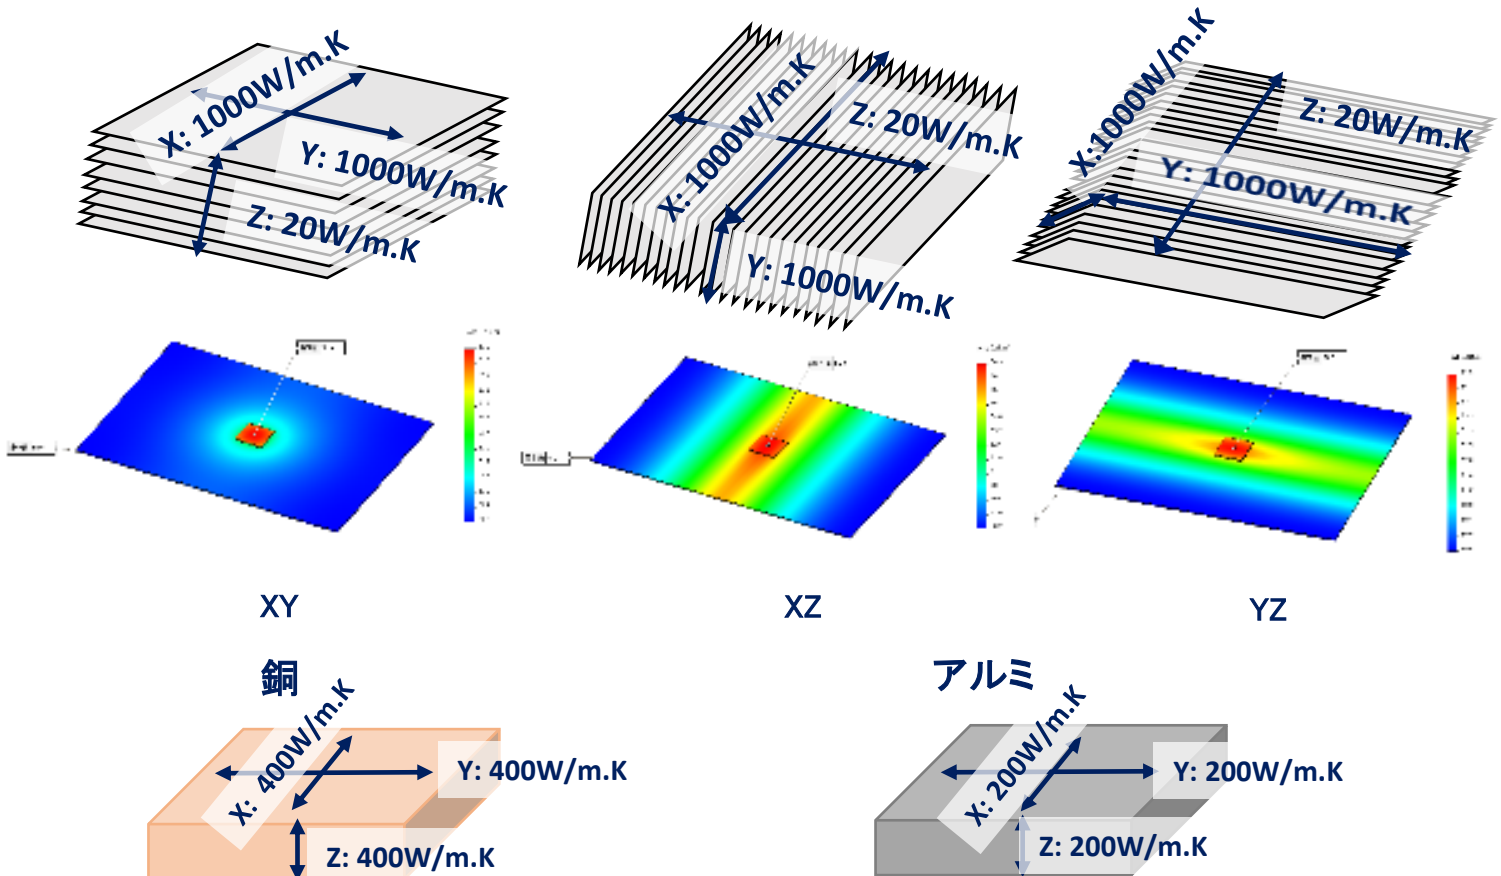 X: 1000W/m.K
Y: 1000W/m.K
Z: 20W/m.K
X: 1000W/m.K
Z: 20W/m.K
Y: 1000W/m.K
X:1000W/m.K
Z: 20W/m.K
Y: 1000W/m.K
XY
XZ
YZ
銅
X: 400W/m.K
Y: 400W/m.K
Z: 400W/m.K
アルミ
X: 200W/m.K
Y: 200W/m.K
Z: 200W/m.K